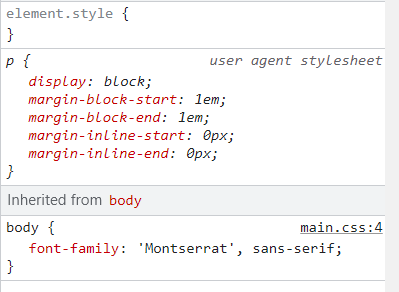 element.style {
}
p { user agent stylesheet
display: block;
margin-block-start: 1em;
margin-block-end: 1em;
margin-inline-start: 0px;
margin-inline-end: 0px;
}
Inherited from body
body { main.css:4
font-family: 'Montserrat', sans-serif;
}